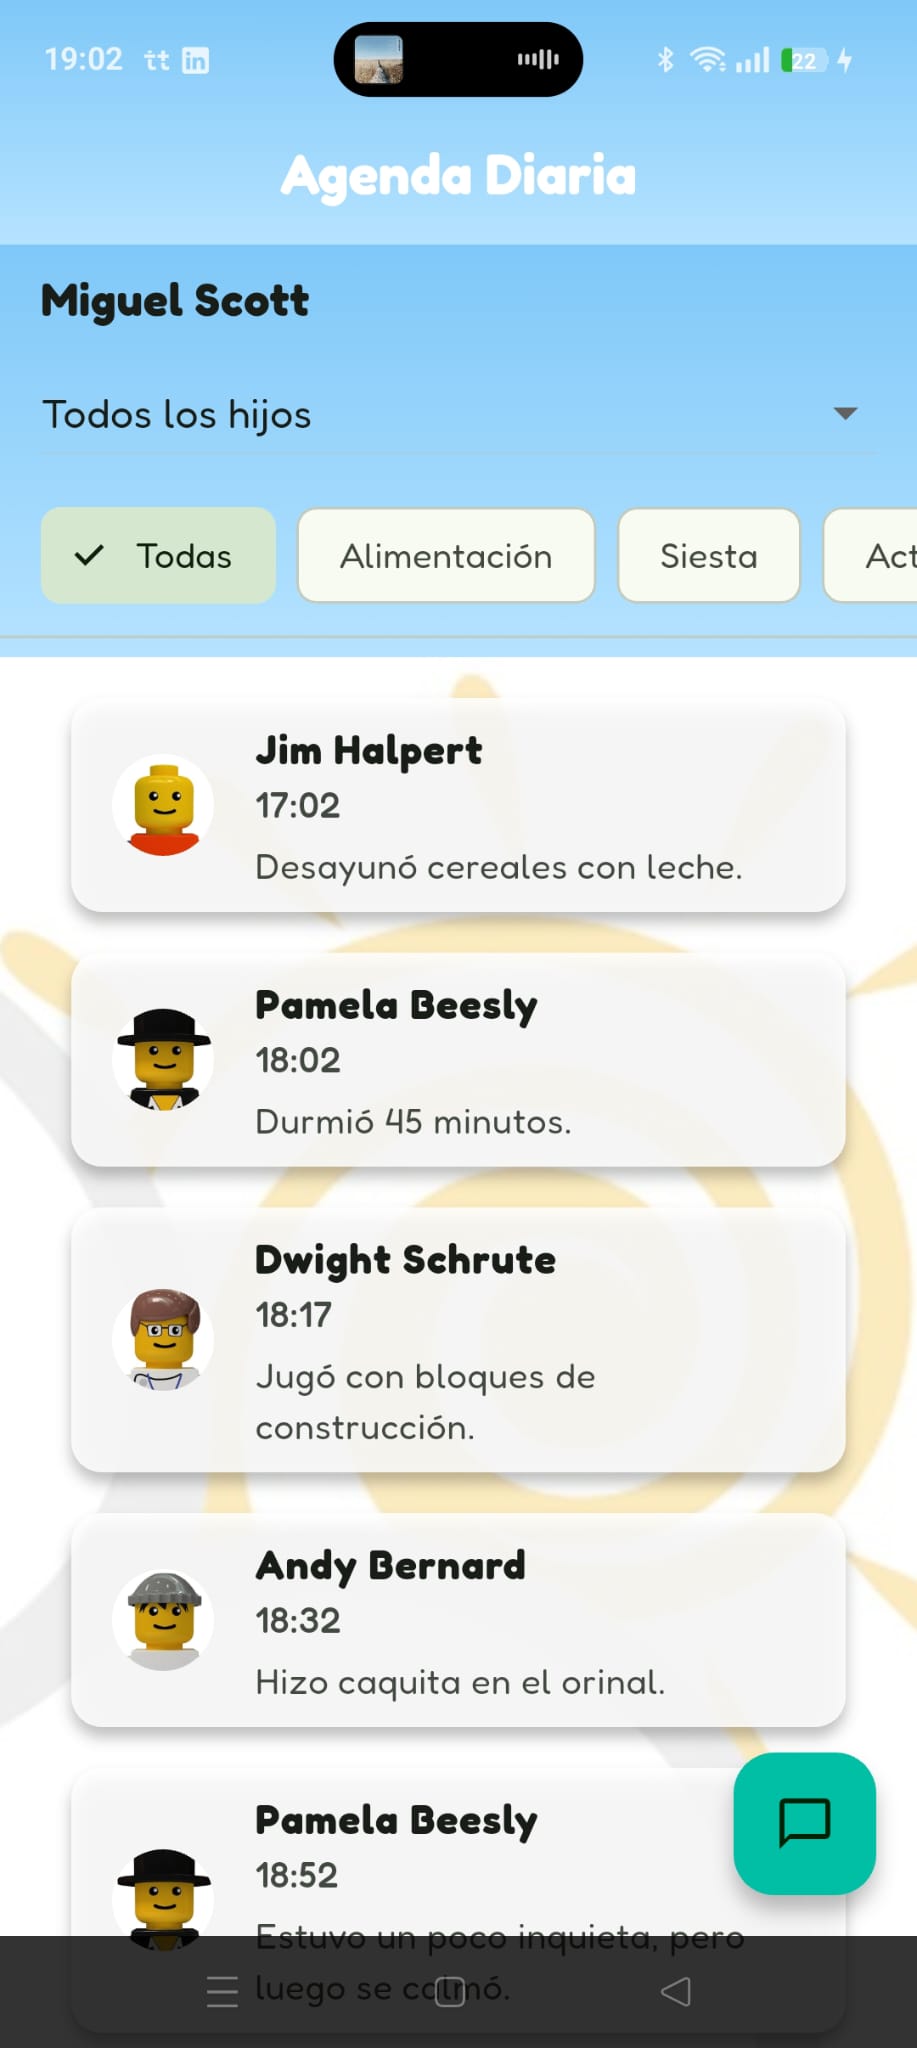 19:02 tt in 22
Agenda Diaria
Miguel Scott
Todos los hijos
Todas Alimentación Siesta Act
Jim Halpert
17:02
Desayunó cereales con leche.
Pamela Beesly
18:02
Durmió 45 minutos.
Dwight Schrute
18:17
Jugó con bloques de
construcción.
Andy Bernard
18:32
Hizo caquita en el orinal.
Pamela Beesly
18:52
Estuvo un poco inquieta, pero
luego se calmó.